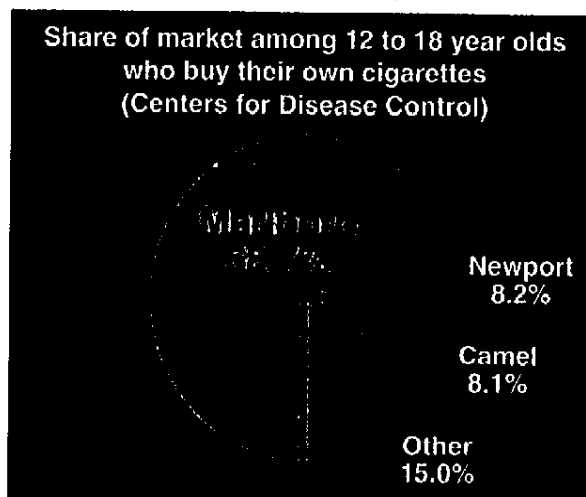 Share of market among 12 to 18 year olds
who buy their own cigarettes
(Centers for Disease Control)
Marlboro
Newport
8.2%
Camel
8.1%
Other
15.0%